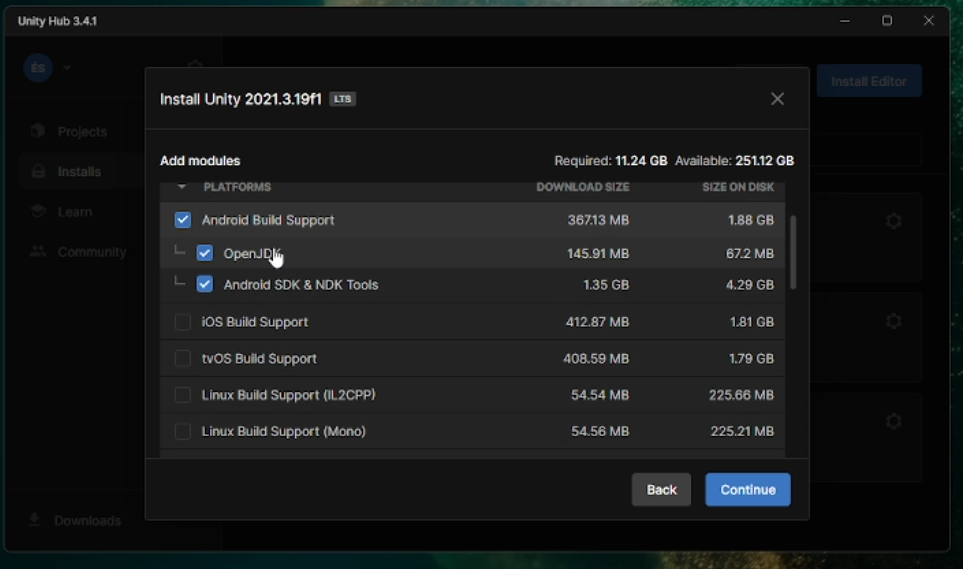 Unity Hub 3.4.1
ÉS
Install Editor
Install Unity 2021.3.19f1 LTS
Projects
Installs
Learn
Community
Add modules
Required: 11.24 GB Available: 251.12 GB
PLATFORMS DOWNLOAD SIZE SIZE ON DISK
Android Build Support 367.13 MB 1.88 GB
OpenJDK 145.91 MB 67.2 MB
Android SDK & NDK Tools 1.35 GB 4.29 GB
iOS Build Support 412.87 MB 1.81 GB
tvOS Build Support 408.59 MB 1.79 GB
Linux Build Support (IL2CPP) 54.54 MB 225.66 MB
Linux Build Support (Mono) 54.56 MB 225.21 MB
Back Continue
Downloads